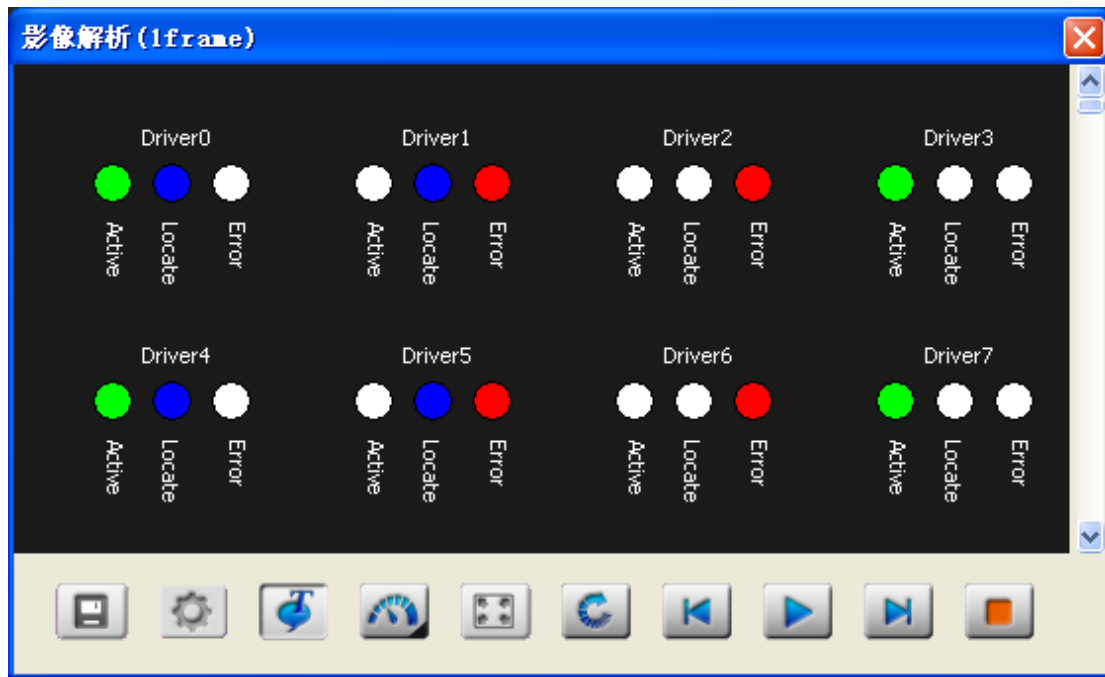 影像解析(1frame)
Driver0 Driver1 Driver2 Driver3
Active Locate Error Active Locate Error Active Locate Error Active Locate Error
Driver4 Driver5 Driver6 Driver7
Active Locate Error Active Locate Error Active Locate Error Active Locate Error
T